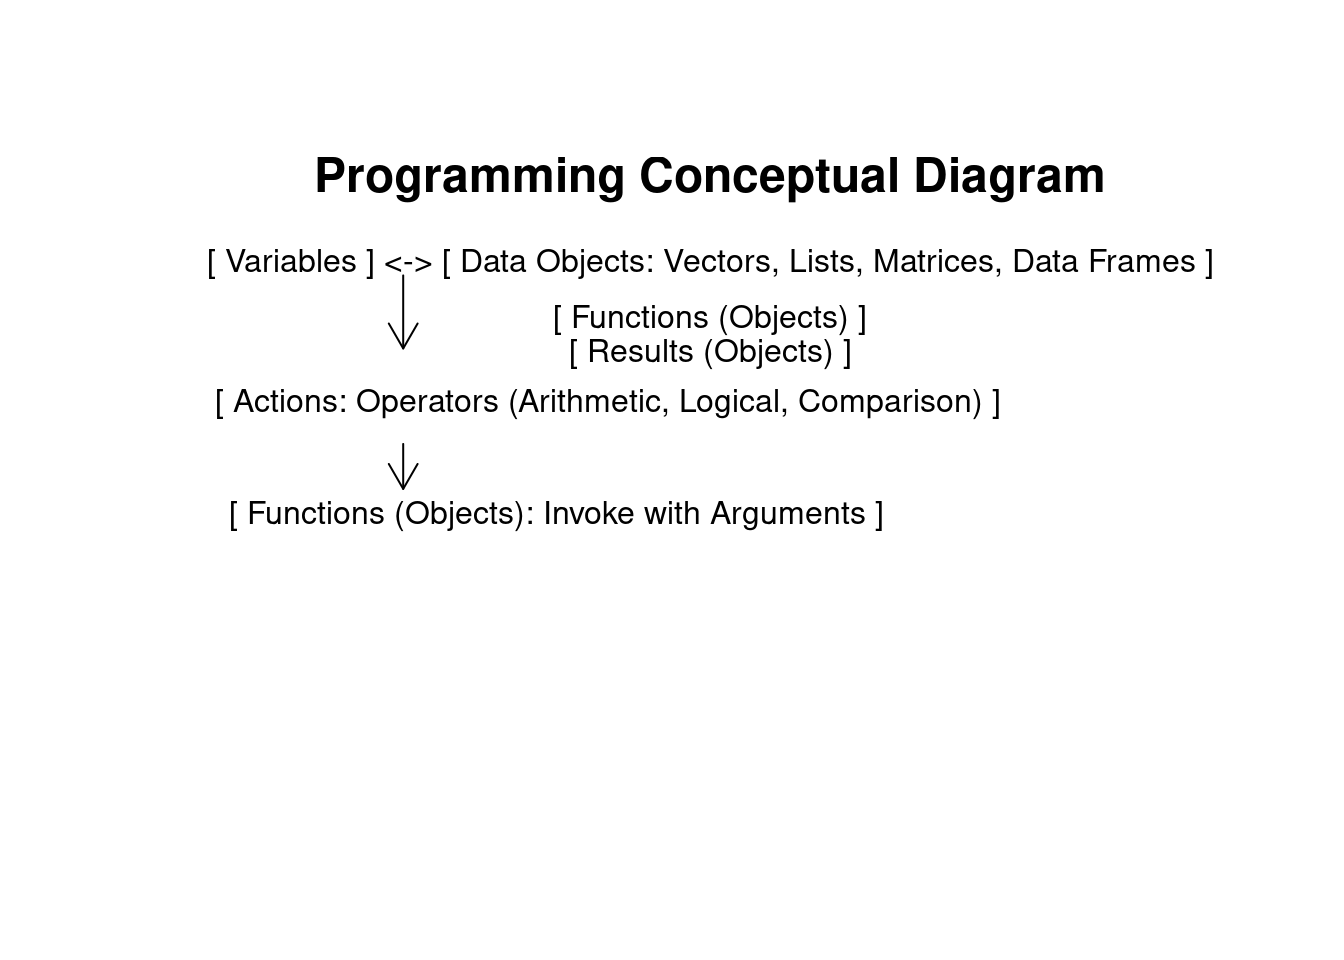 Programming Conceptual Diagram
[ Variables ] <-> [ Data Objects: Vectors, Lists, Matrices, Data Frames ]
[ Functions (Objects) ]
[ Results (Objects) ]
[ Actions: Operators (Arithmetic, Logical, Comparison) ]
[ Functions (Objects): Invoke with Arguments ]